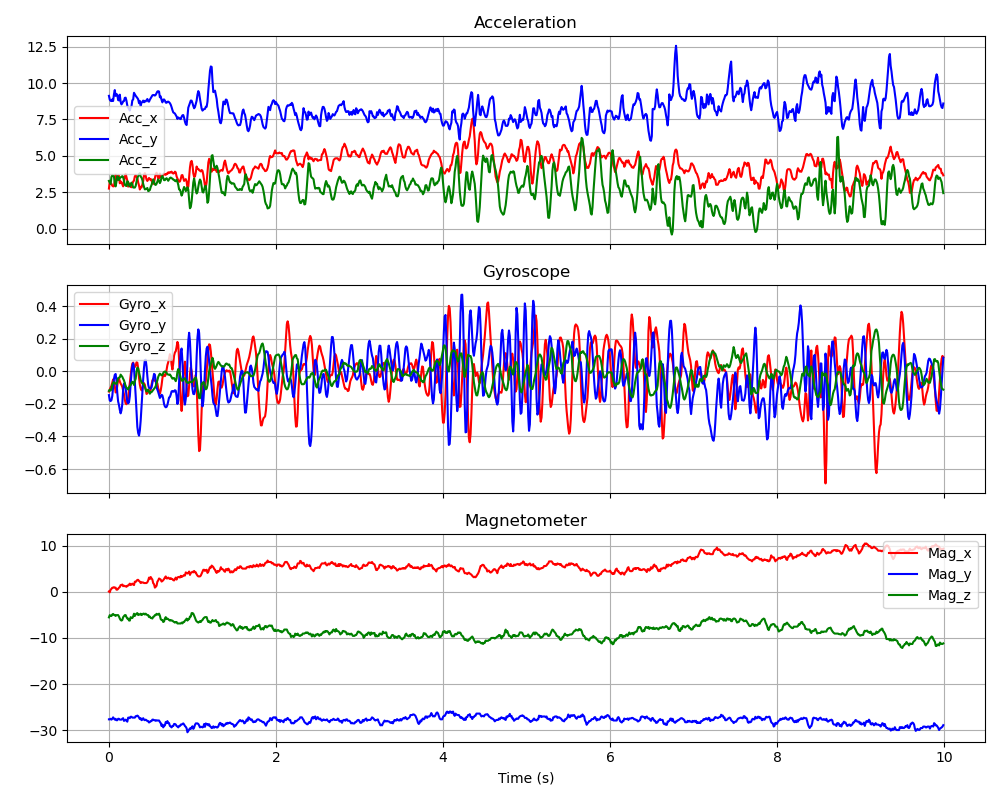 Acceleration
12.5
10.0
7.5
5.0
2.5
0.0
Acc_x
Acc_y
Acc_z
Gyroscope
0.4
0.2
0.0
−0.2
−0.4
−0.6
Gyro_x
Gyro_y
Gyro_z
Magnetometer
10
0
−10
−20
−30
Mag_x
Mag_y
Mag_z
0 2 4 6 8 10
Time (s)